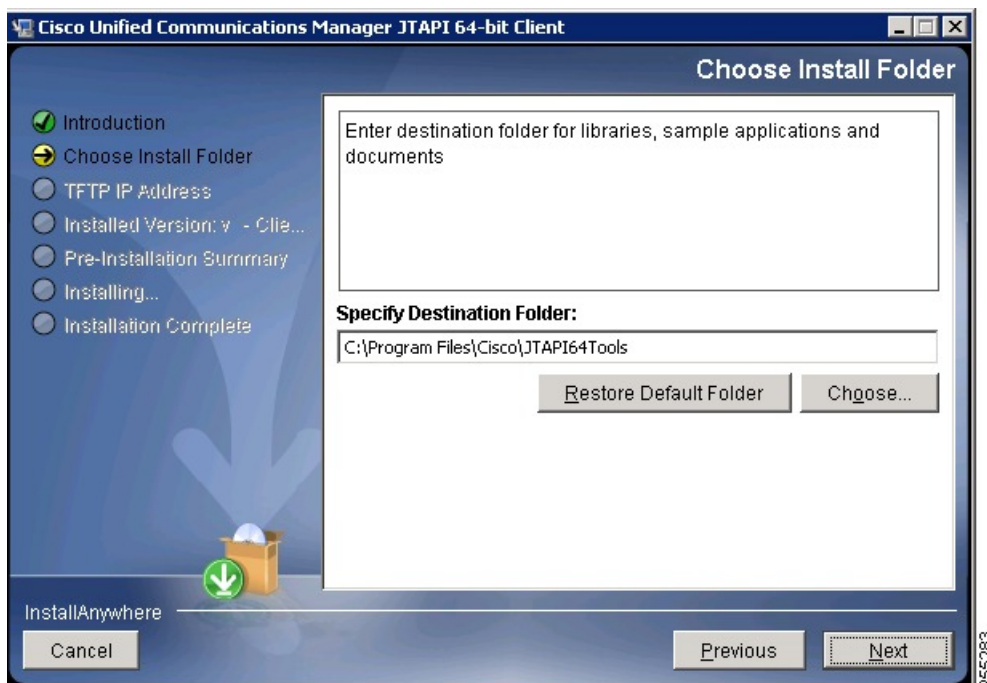 Cisco Unified Communications Manager JTAPI 64-bit Client
Choose Install Folder
Introduction
Choose Install Folder
TFTP IP Address
Installed Version: v - Clie...
Pre-Installation Summary
Installing...
Installation Complete
Enter destination folder for libraries, sample applications and
documents
Specify Destination Folder:
C:\Program Files\Cisco\JTAPI64Tools
Restore Default Folder
Choose...
InstallAnywhere
Cancel
Previous
Next